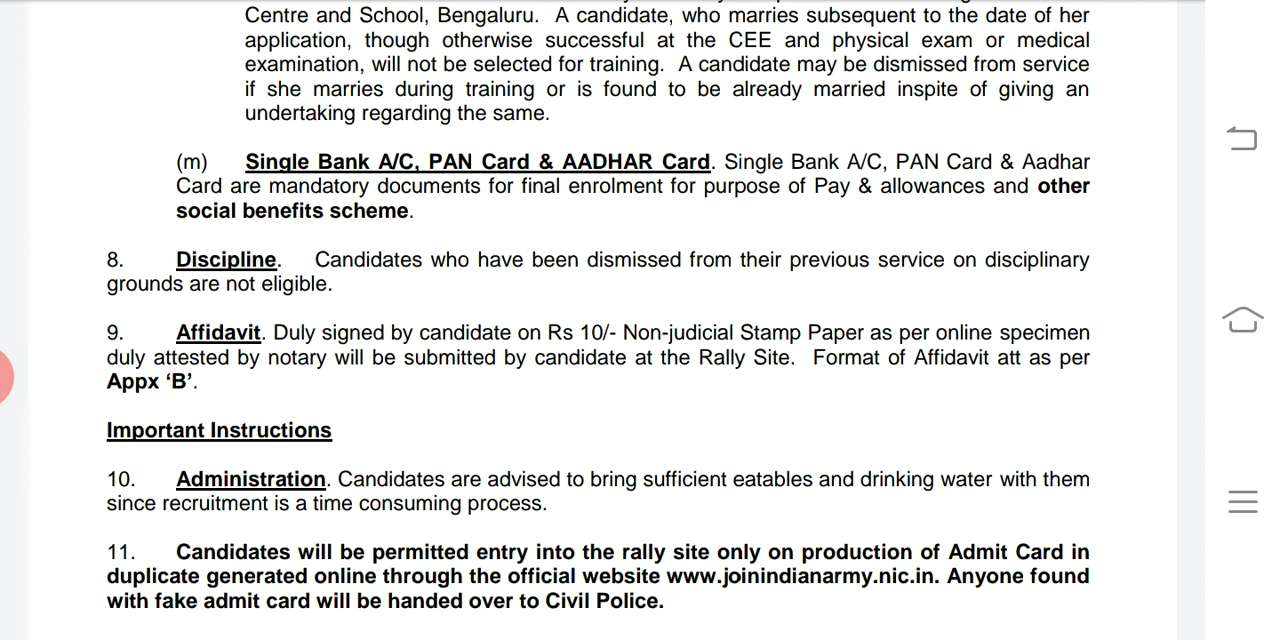 Centre and School, Bengaluru. A candidate, who marries subsequent to the date of her
application, though otherwise successful at the CEE and physical exam or medical
examination, will not be selected for training. A candidate may be dismissed from service
if she marries during training or is found to be already married inspite of giving an
undertaking regarding the same.
(m) Single Bank A/C, PAN Card & AADHAR Card. Single Bank A/C, PAN Card & Aadhar
Card are mandatory documents for final enrolment for purpose of Pay & allowances and other
social benefits scheme.
8. Discipline. Candidates who have been dismissed from their previous service on disciplinary
grounds are not eligible.
9. Affidavit. Duly signed by candidate on Rs 10/- Non-judicial Stamp Paper as per online specimen
duly attested by notary will be submitted by candidate at the Rally Site. Format of Affidavit att as per
Appx ‘B’.
Important Instructions
10. Administration. Candidates are advised to bring sufficient eatables and drinking water with them
since recruitment is a time consuming process.
11. Candidates will be permitted entry into the rally site only on production of Admit Card in
duplicate generated online through the official website www.joinindianarmy.nic.in. Anyone found
with fake admit card will be handed over to Civil Police.